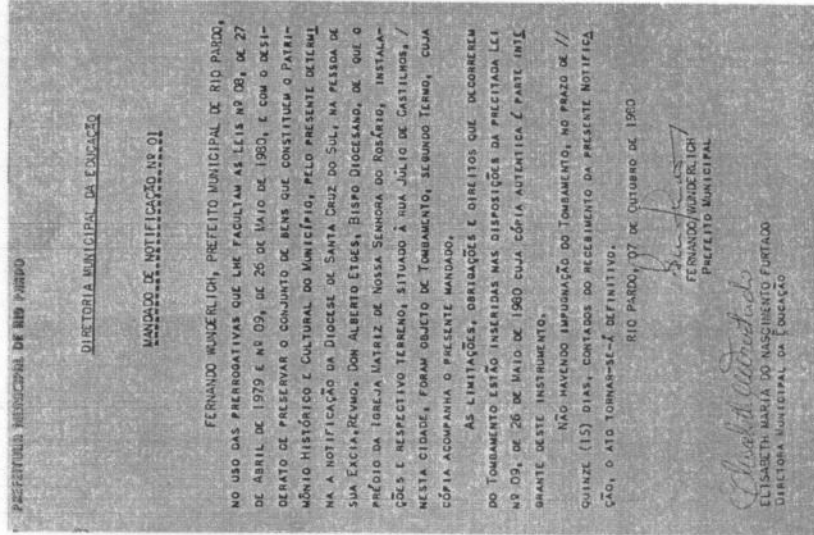 PREFEITURA MUNICIPAL DE RIO PARDO
DIRETORIA MUNICIPAL DA EDUCAÇÃO
MANDADO DE NOTIFICAÇÃO Nº 01
FERNANDO WUNDERLICH, PREFEITO MUNICIPAL DE RIO PARDO,
NO USO DAS PRERROGATIVAS QUE LHE FACULTAM AS LEIS Nº 08, DE 27
DE ABRIL DE 1979 E Nº 09, DE 26 DE MAIO DE 1980, E COM O DESI-
DERATO DE PRESERVAR O CONJUNTO DE BENS QUE CONSTITUEM O PATRI-
MÔNIO HISTÓRICO E CULTURAL DO MUNICÍPIO, PELO PRESENTE DETERMI
NA A NOTIFICAÇÃO DA DIOCESE DE SANTA CRUZ DO SUL, NA PESSOA DE
SUA EXCIA.REVMO. DOM ALBERTO ETGES, BISPO DIOCESANO, DE QUE O
PRÉDIO DA IGREJA MATRIZ DE NOSSA SENHORA DO ROSÁRIO, INSTALA-
ÇÕES E RESPECTIVO TERRENO, SITUADO À RUA JÚLIO DE CASTILHOS, /
NESTA CIDADE, FORAM OBJETO DE TOMBAMENTO, SEGUNDO TERMO, CUJA
CÓPIA ACOMPANHA O PRESENTE MANDADO.
AS LIMITAÇÕES, OBRIGAÇÕES E DIREITOS QUE DECORREREM
DO TOMBAMENTO ESTÃO INSERIDAS NAS DISPOSIÇÕES DA PRECITADA LEI
Nº 09, DE 26 DE MAIO DE 1980 CUJA CÓPIA AUTENTICA É PARTE INTE
GRANTE DESTE INSTRUMENTO.
NÃO HAVENDO IMPUGNAÇÃO DO TOMBAMENTO, NO PRAZO DE //
QUINZE (15) DIAS, CONTADOS DO RECEBIMENTO DA PRESENTE NOTIFICA
ÇÃO, O ATO TORNAR-SE-Á DEFINITIVO.
RIO PARDO, 07 DE OUTUBRO DE 1980
FERNANDO WUNDERLICH
PREFEITO MUNICIPAL
ELISABETH MARIA DO NASCIMENTO FURTADO
DIRETORA MUNICIPAL DA EDUCAÇÃO